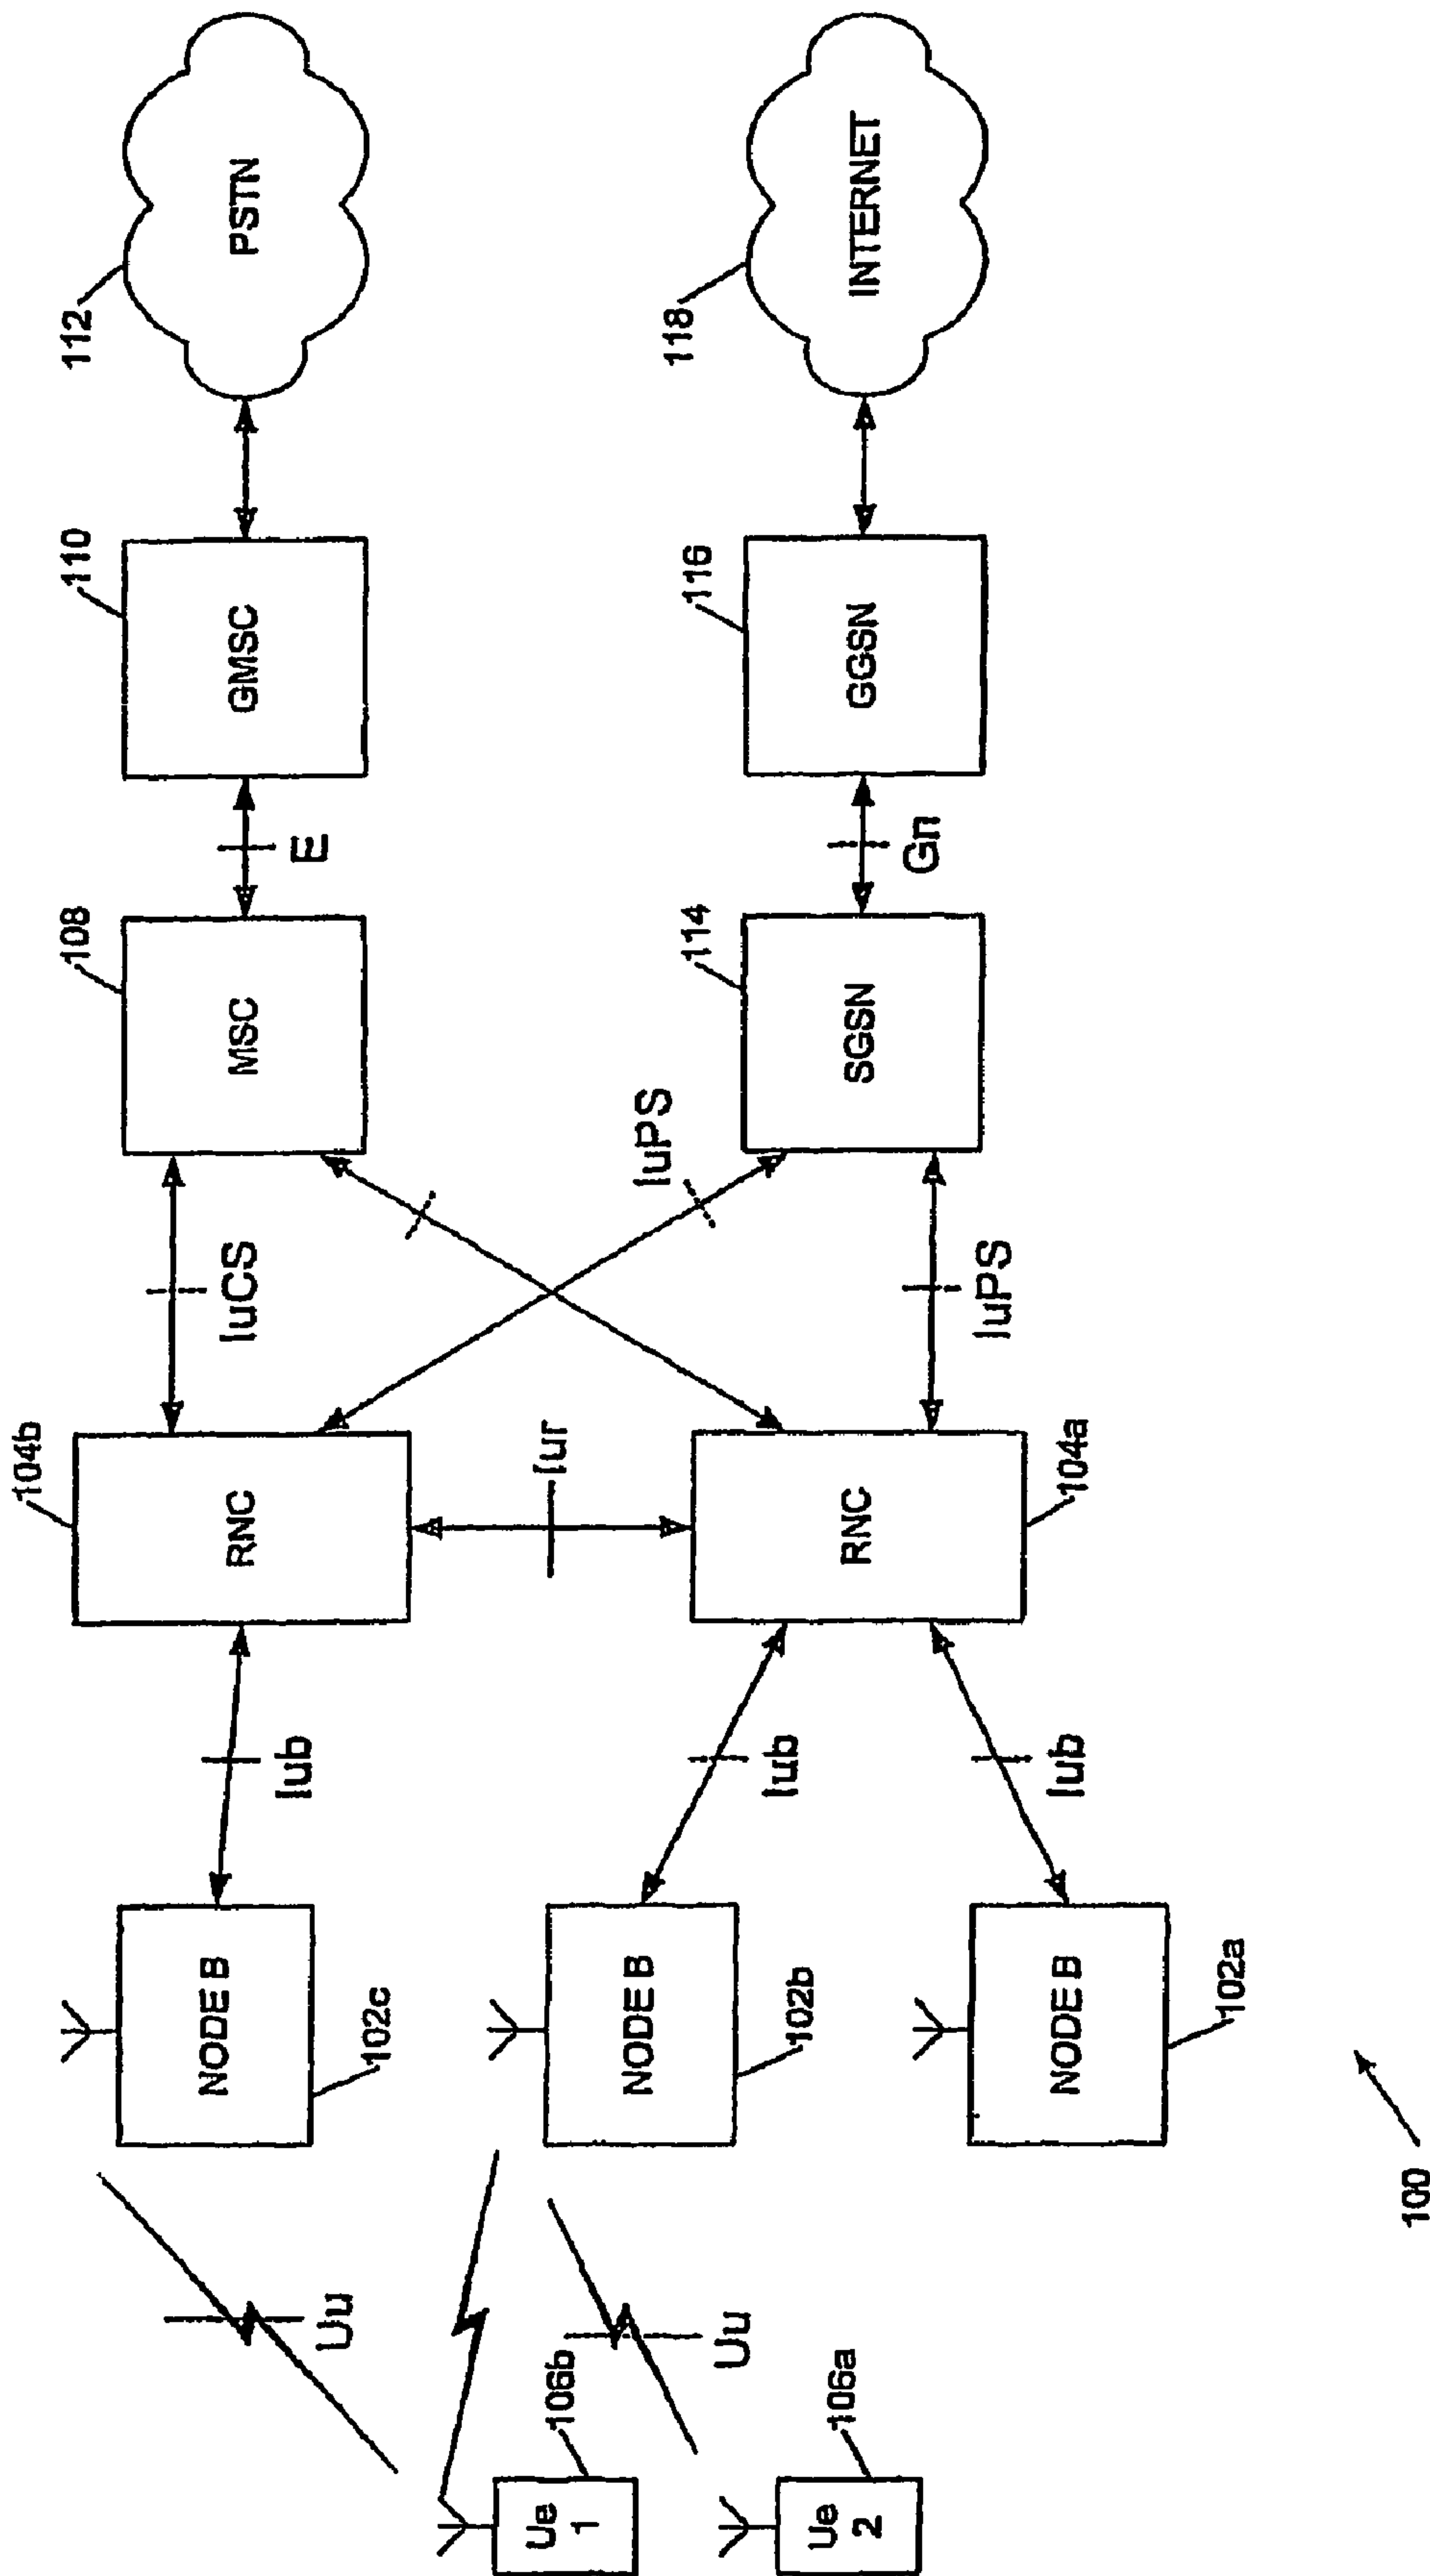 112
PSTN
118
INTERNET
110
GMSC
116
GGSN
E
Gn
108
MSC
114
SGSN
IuCS
IuPS
IuPS
104b
RNC
Iur
RNC
104a
Iub
Iub
Iub
NODE B
102c
NODE B
102b
NODE B
102a
Uu
Uu
Ue
1
106b
Ue
2
106a
100